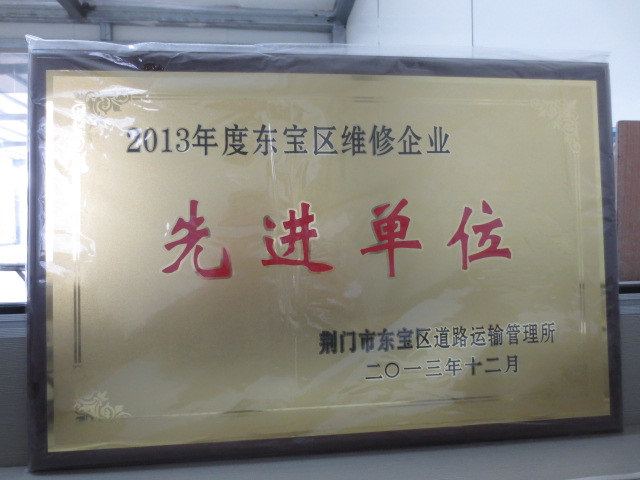 2013年度东宝区维修企业
先进单位
荆门市东宝区道路运输管理所
二〇一三年十二月